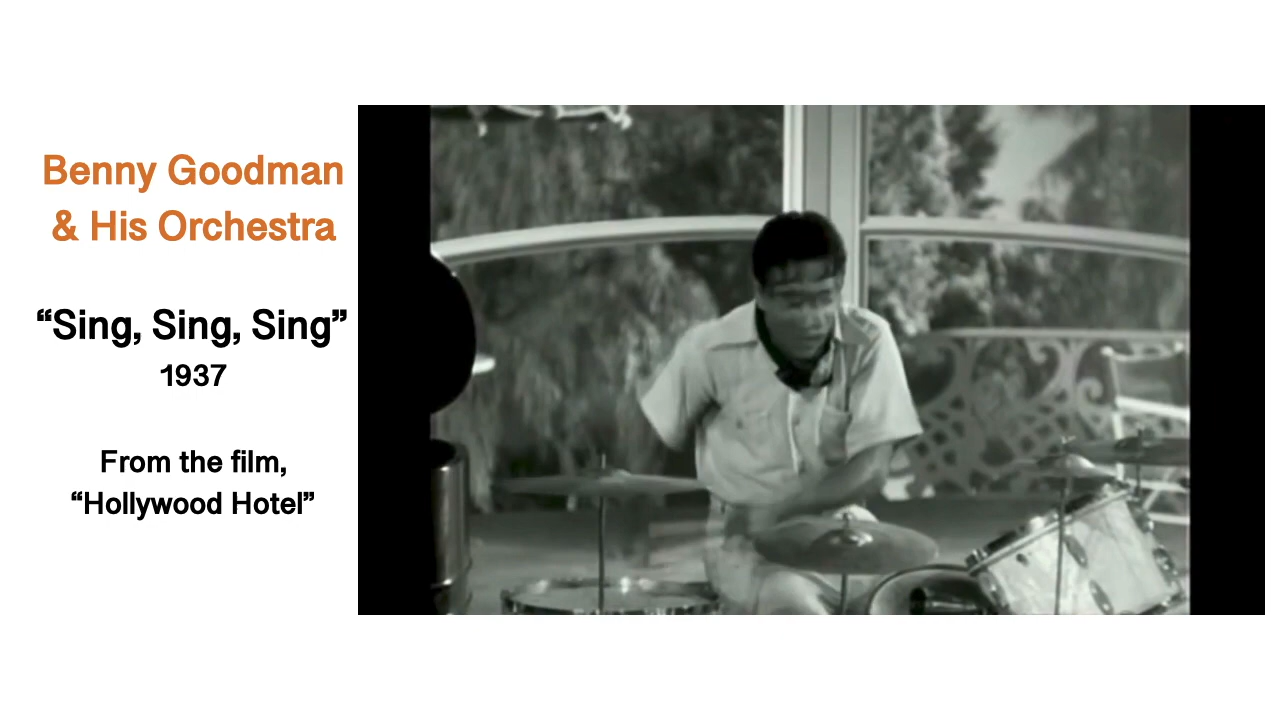 Benny Goodman
& His Orchestra
“Sing, Sing, Sing”
1937
From the film,
“Hollywood Hotel”